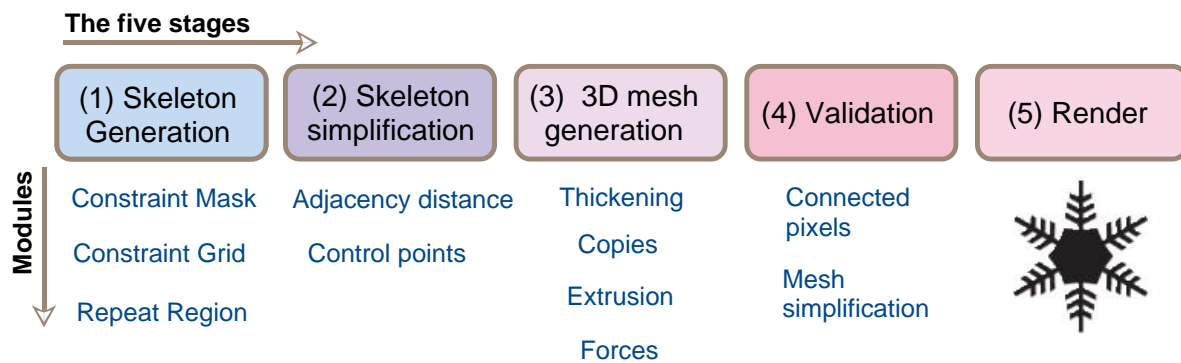 The five stages
(1) Skeleton
Generation
(2) Skeleton
simplification
(3) 3D mesh
generation
(4) Validation
(5) Render
Modules
Constraint Mask
Constraint Grid
Repeat Region
Adjacency distance
Control points
Thickening
Copies
Extrusion
Forces
Connected
pixels
Mesh
simplification